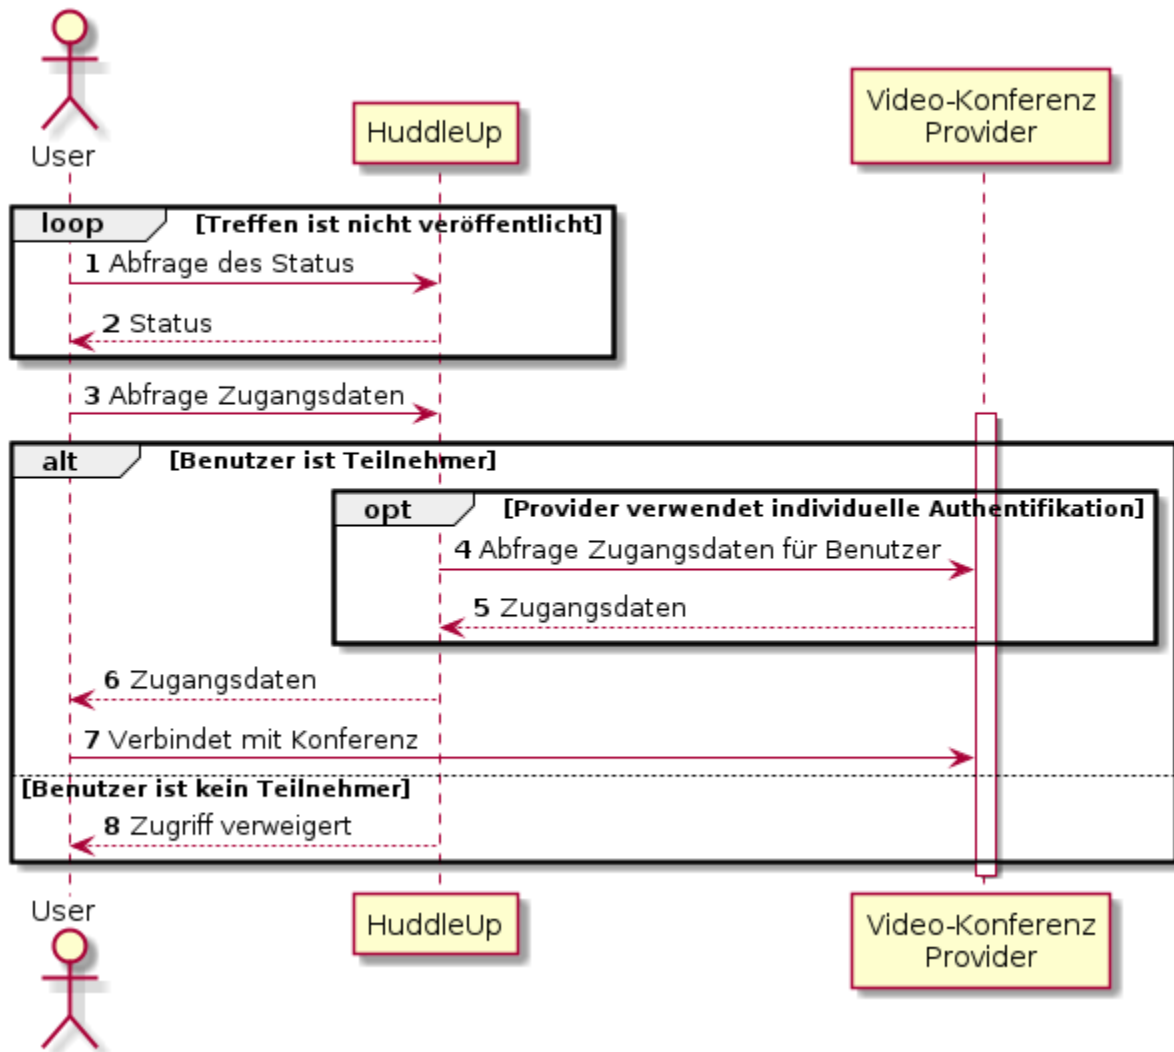 User
HuddleUp
Video-Konferenz
Provider
loop [Treffen ist nicht veröffentlicht]
1 Abfrage des Status
2 Status
3 Abfrage Zugangsdaten
alt [Benutzer ist Teilnehmer]
opt [Provider verwendet individuelle Authentifikation]
4 Abfrage Zugangsdaten für Benutzer
5 Zugangsdaten
6 Zugangsdaten
7 Verbindet mit Konferenz
[Benutzer ist kein Teilnehmer]
8 Zugriff verweigert
User
HuddleUp
Video-Konferenz
Provider